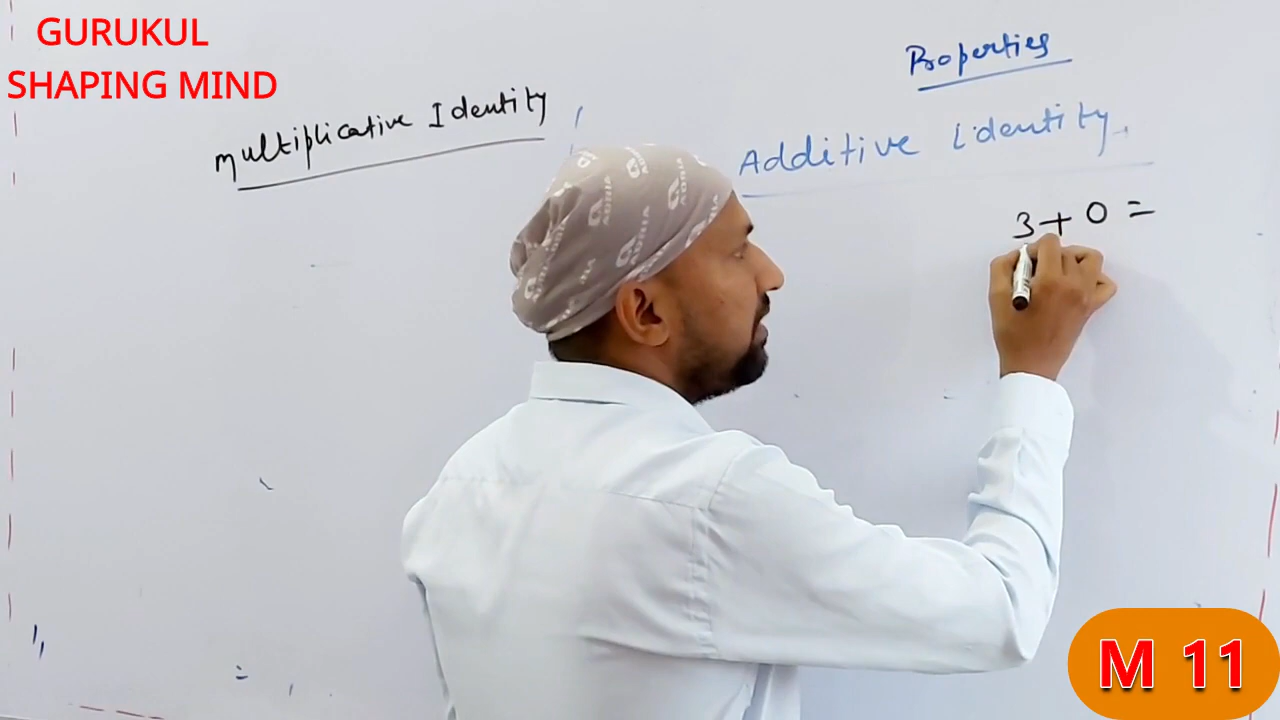 GURUKUL
SHAPING MIND
Properties
Multiplicative Identity
Additive Identity
3 + 0 =
M 11